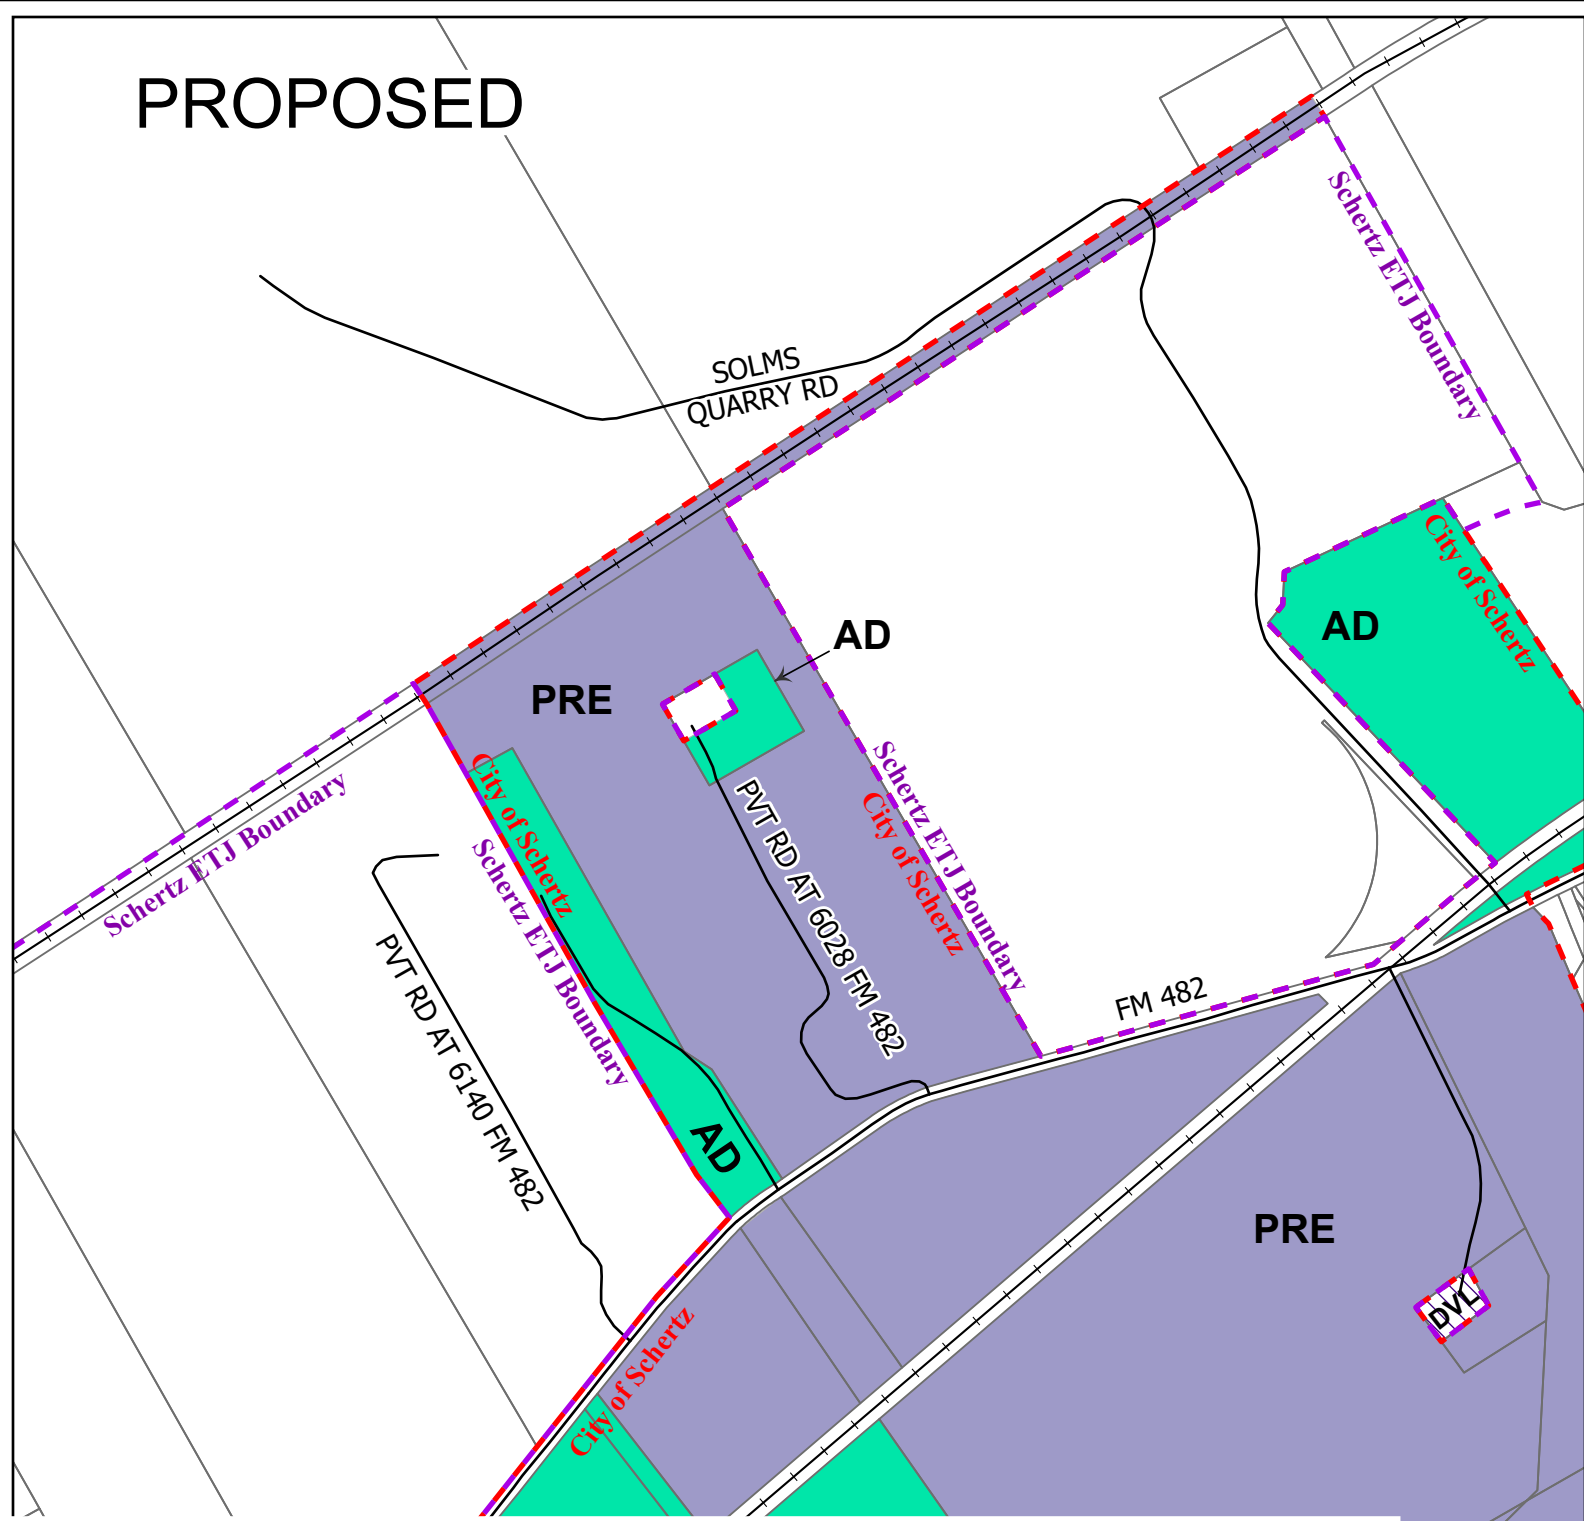 PROPOSED
Schertz ETJ Boundary
SOLMS
QUARRY RD
City of Schertz
AD
AD
PRE
City of Schertz
Schertz ETJ Boundary
Schertz ETJ Boundary
City of Schertz
PVT RD AT 6028 FM 482
Schertz ETJ Boundary
PVT RD AT 6140 FM 482
FM 482
AD
PRE
DVL
City of Schertz